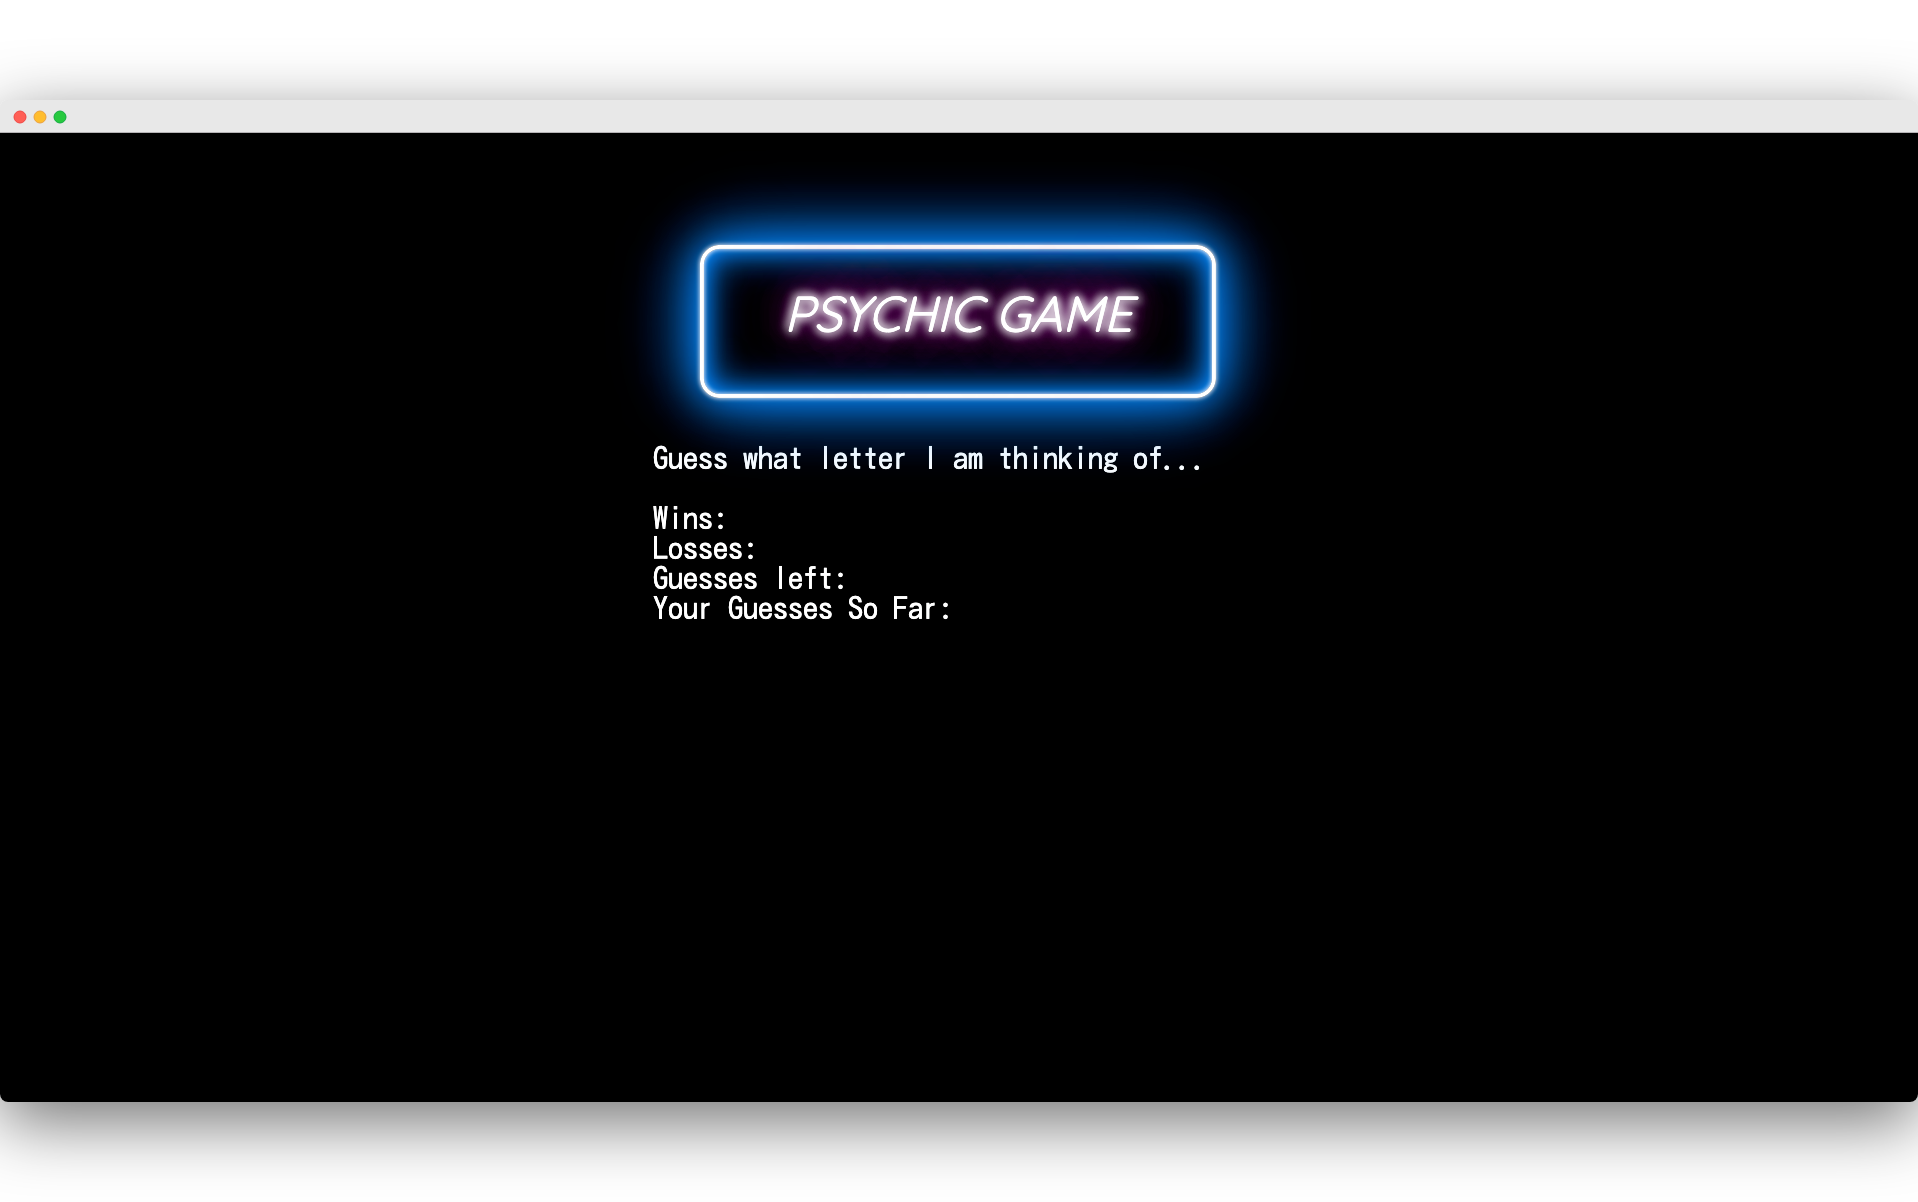 PSYCHIC GAME
Guess what letter I am thinking of...
Wins:
Losses:
Guesses left:
Your Guesses So Far: